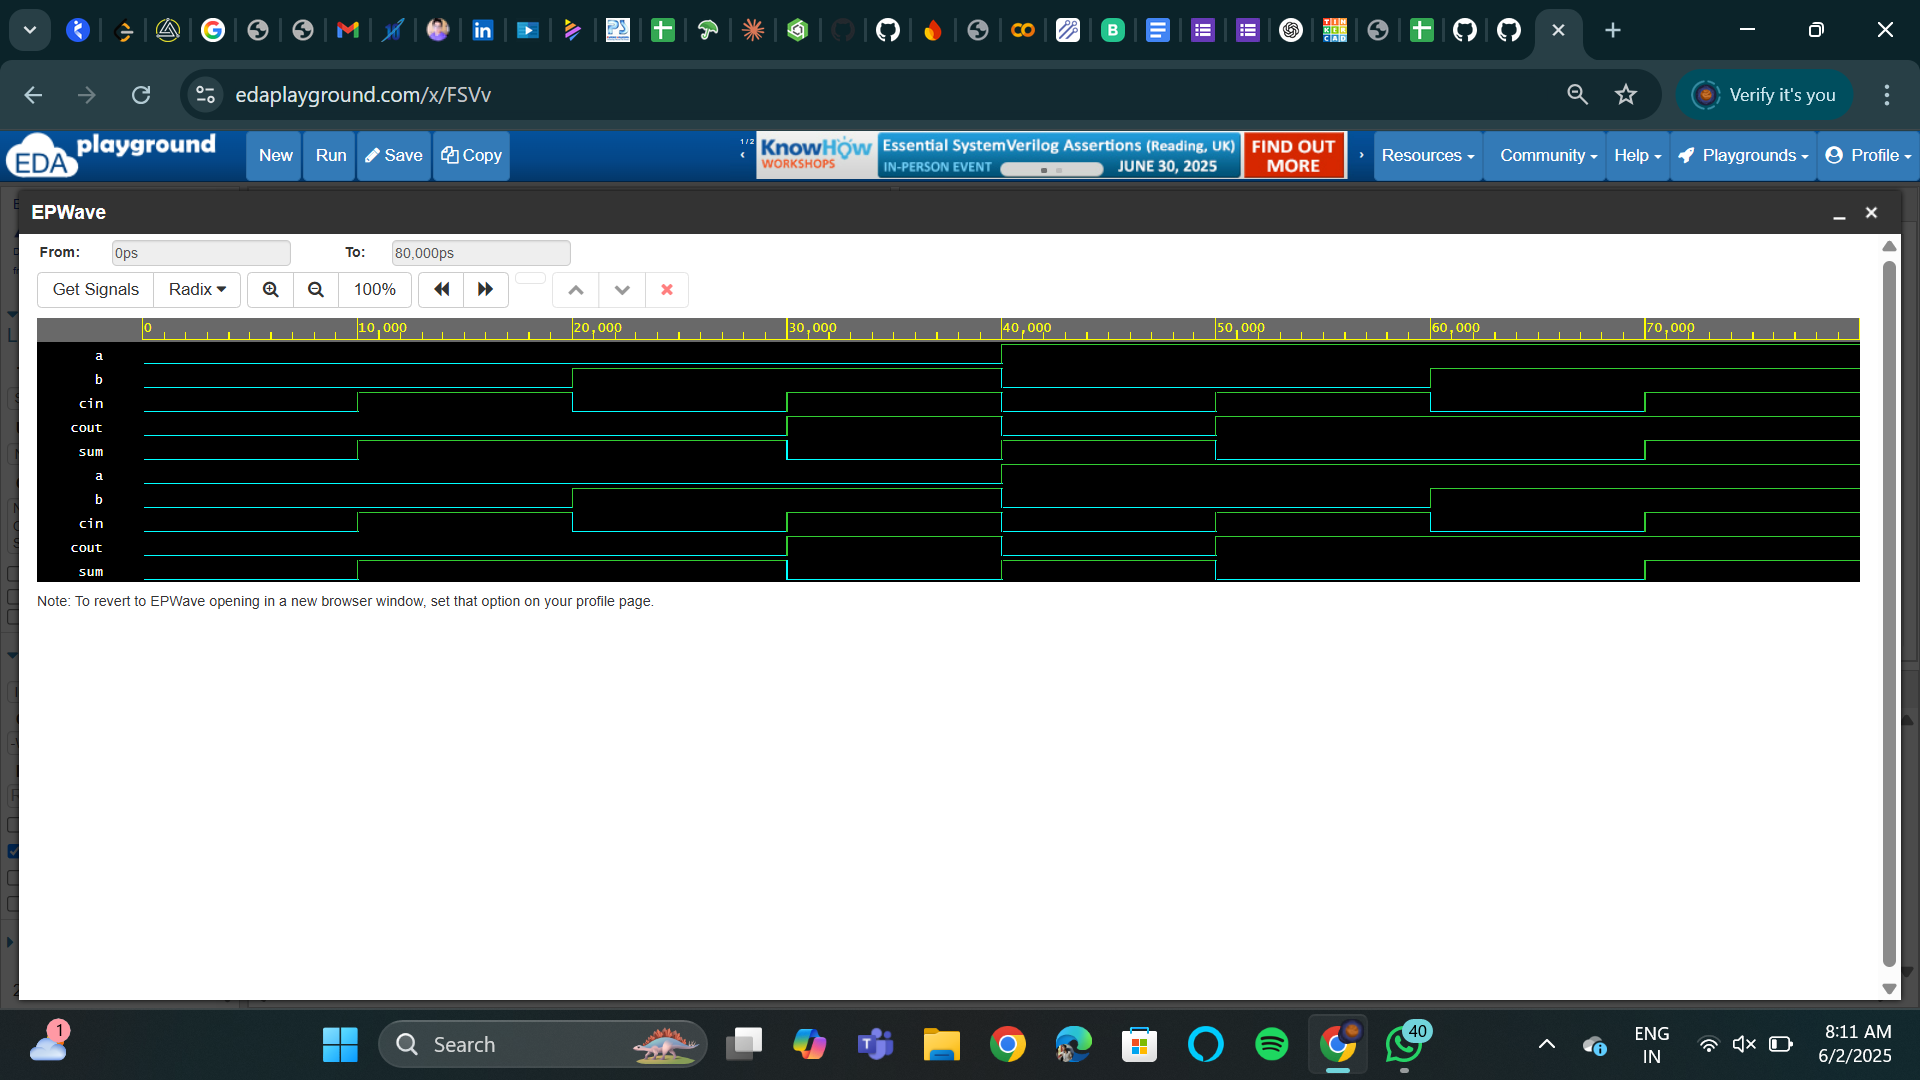 edaplayground.com/x/FSVv
Verify it's you
EDA playground
New
Run
Save
Copy
1 / 2
KnowHow
WORKSHOPS
Essential SystemVerilog Assertions (Reading, UK)
IN-PERSON EVENT
JUNE 30, 2025
FIND OUT
MORE
Resources
Community
Help
Playgrounds
Profile
EPWave
From:
0ps
To:
80,000ps
Get Signals
Radix
100%
0
10,000
20,000
30,000
40,000
50,000
60,000
70,000
a
b
cin
cout
sum
a
b
cin
cout
sum
Note: To revert to EPWave opening in a new browser window, set that option on your profile page.
1
Search
40
ENG
IN
8:11 AM
6/2/2025